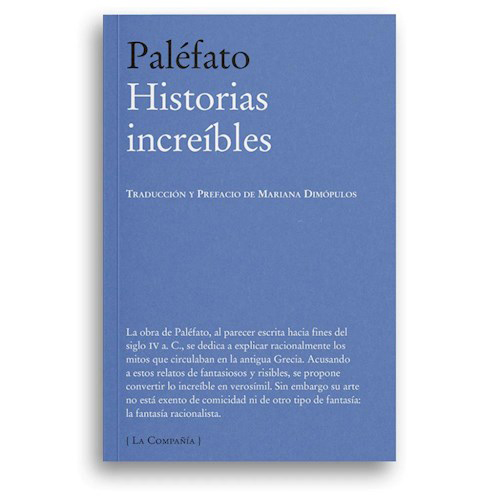 Paléfato
Historias
increíbles
Traducción y Prefacio de Mariana Dimópulos
La obra de Paléfato, al parecer escrita hacia fines del
siglo IV a. C., se dedica a explicar racionalmente los
mitos que circulaban en la antigua Grecia. Acusando
a estos relatos de fantasiosos y risibles, se propone
convertir lo increíble en verosímil. Sin embargo su arte
no está exento de comicidad ni de otro tipo de fantasía:
la fantasía racionalista.
{ La Compañía }